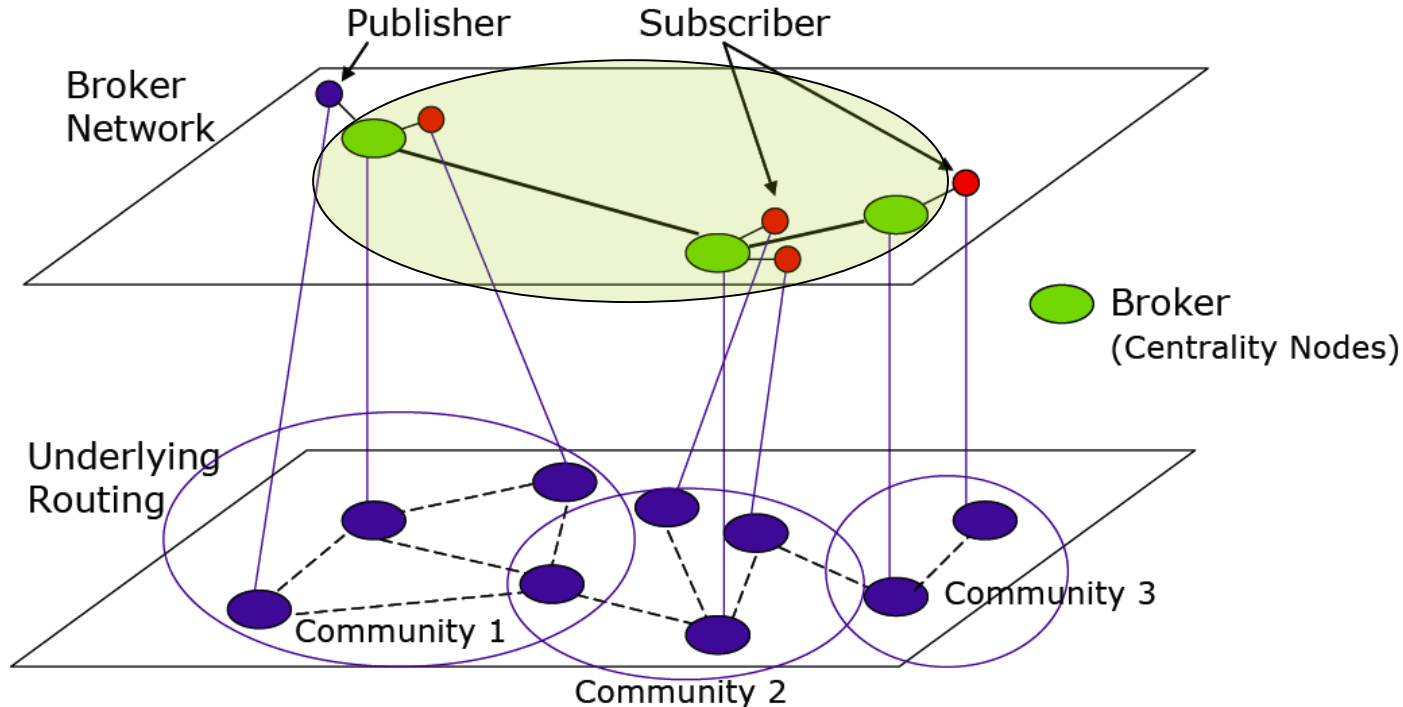 Publisher
Subscriber
Broker
Network
Broker
(Centrality Nodes)
Underlying
Routing
Community 3
Community 1
Community 2